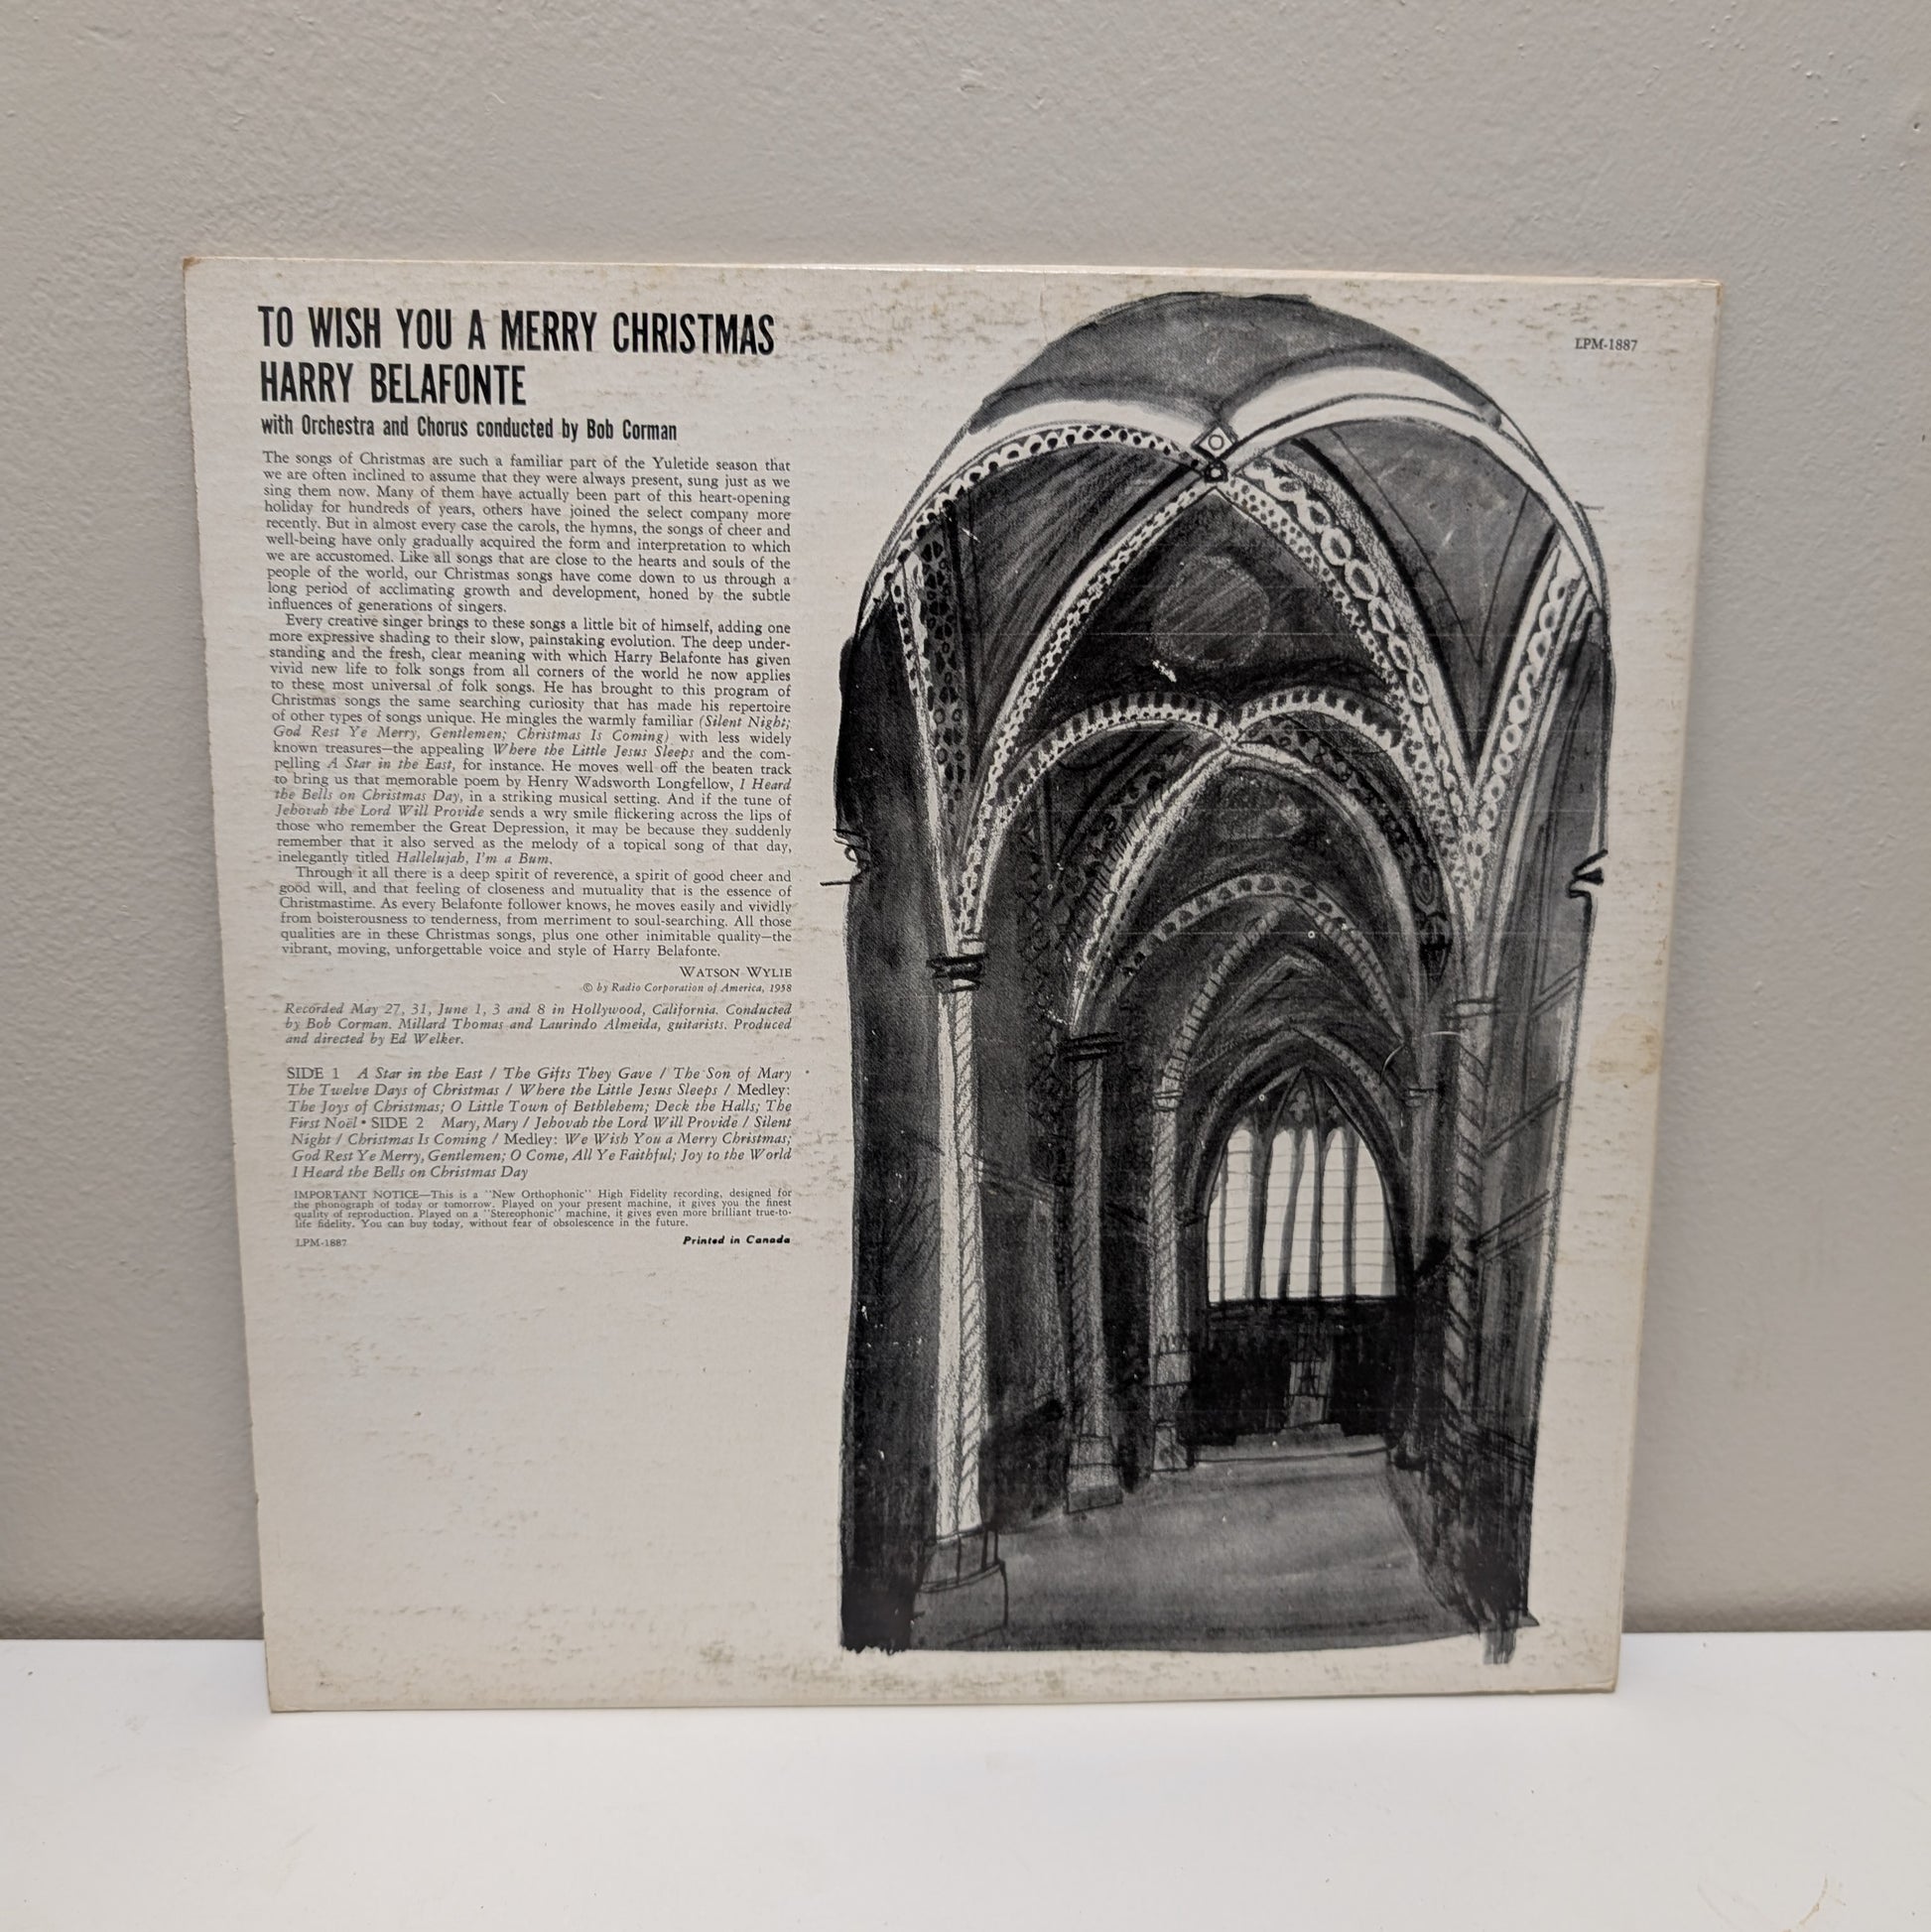 TO WISH YOU A MERRY CHRISTMAS
HARRY BELAFONTE
with Orchestra and Chorus conducted by Bob Corman
LPM-1887
The songs of Christmas are such a familiar part of the Yuletide season that
we are often inclined to assume that they were always present, sung just as we
sing them now. Many of them have actually been part of this heart-opening
holiday for hundreds of years, others have joined the select company more
recently. But in almost every case the carols, the hymns, the songs of cheer and
well-being have only gradually acquired the form and interpretation to which
we are accustomed. Like all songs that are close to the hearts and souls of the
people of the world, our Christmas songs have come down to us through a
long period of acclimating growth and development, honed by the subtle
influences of generations of singers.
Every creative singer brings to these songs a little bit of himself, adding one
more expressive shading to their slow, painstaking evolution. The deep under-
standing and the fresh, clear meaning with which Harry Belafonte has given
vivid new life to folk songs from all corners of the world he now applies
to these most universal of folk songs. He has brought to this program of
Christmas songs the same searching curiosity that has made his repertoire
of other types of songs unique. He mingles the warmly familiar (Silent Night;
God Rest Ye Merry, Gentlemen; Christmas Is Coming) with less widely
known treasures—the appealing Where the Little Jesus Sleeps and the com-
pelling A Star in the East, for instance. He moves well off the beaten track
to bring us that memorable poem by Henry Wadsworth Longfellow, I Heard
the Bells on Christmas Day, in a striking musical setting. And if the tune of
Jehovah the Lord Will Provide sends a wry smile flickering across the lips of
those who remember the Great Depression, it may be because they suddenly
remember that it also served as the melody of a topical song of that day,
inelegantly titled Hallelujah, I'm a Bum.
Through it all there is a deep spirit of reverence, a spirit of good cheer and
good will, and that feeling of closeness and mutuality that is the essence of
Christmastime. As every Belafonte follower knows, he moves easily and vividly
from boisterousness to tenderness, from merriment to soul-searching. All those
qualities are in these Christmas songs, plus one other inimitable quality—the
vibrant, moving, unforgettable voice and style of Harry Belafonte.
WATSON WYLIE
© by Radio Corporation of America, 1958
Recorded May 27, 31, June 1, 3 and 8 in Hollywood, California. Conducted
by Bob Corman. Millard Thomas and Laurindo Almeida, guitarists. Produced
and directed by Ed Welker.
SIDE 1 A Star in the East / The Gifts They Gave / The Son of Mary
The Twelve Days of Christmas / Where the Little Jesus Sleeps / Medley:
The Joys of Christmas; O Little Town of Bethlehem; Deck the Halls; The
First Noël • SIDE 2 Mary, Mary / Jehovah the Lord Will Provide / Silent
Night / Christmas Is Coming / Medley: We Wish You a Merry Christmas;
God Rest Ye Merry, Gentlemen; O Come, All Ye Faithful; Joy to the World
I Heard the Bells on Christmas Day
IMPORTANT NOTICE—This is a "New Orthophonic" High Fidelity recording, designed for
the phonograph of today or tomorrow. Played on your present machine, it gives you the finest
quality of reproduction. Played on a "Stereophonic" machine, it gives even more brilliant true-to-
life fidelity. You can buy today, without fear of obsolescence in the future.
LPM-1887 Printed in Canada